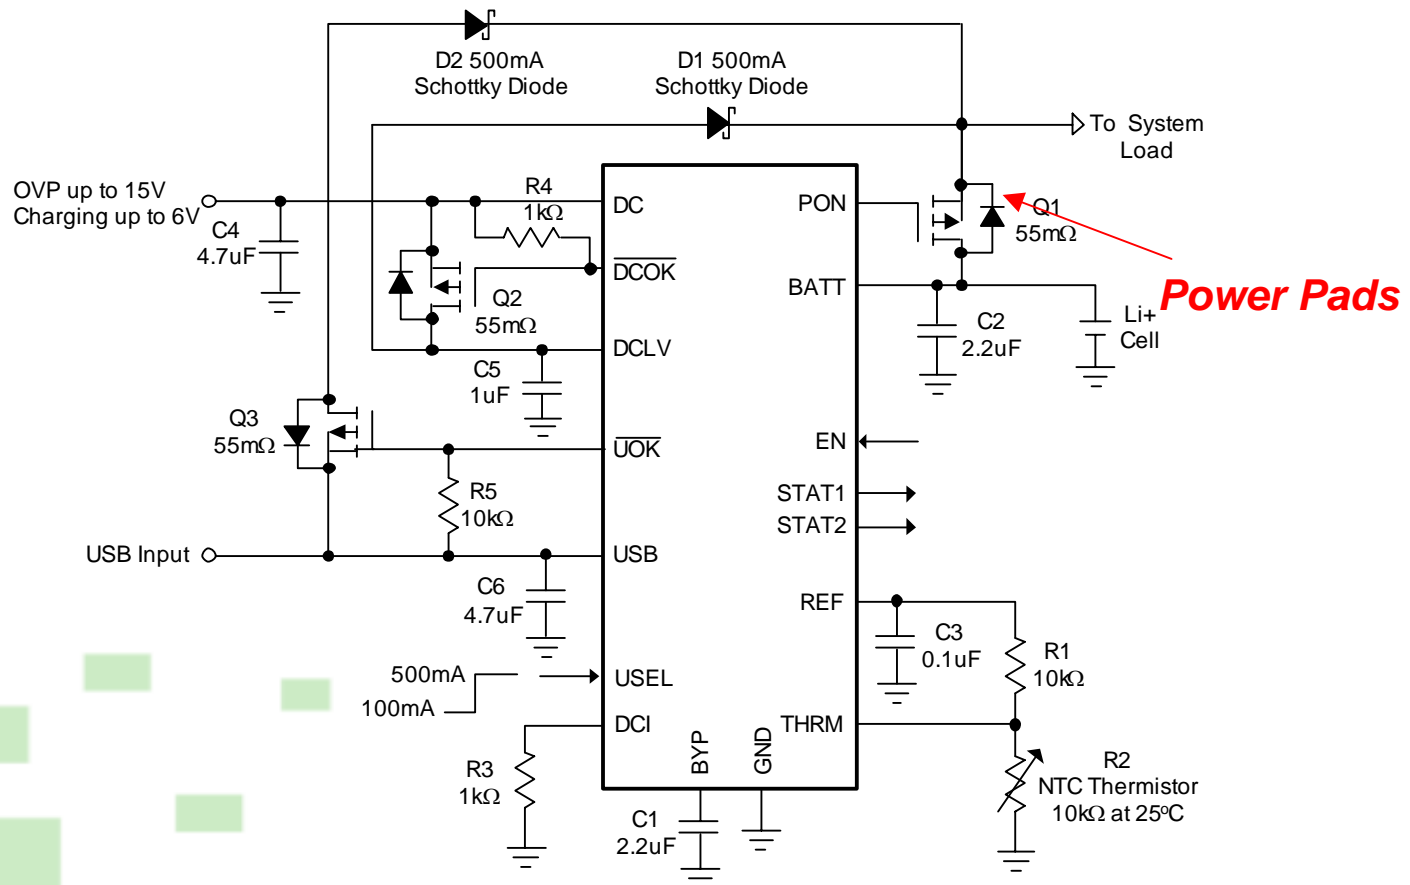 D2 500mA
Schottky Diode
D1 500mA
Schottky Diode
To System
Load
OVP up to 15V
Charging up to 6V
C4
4.7uF
R4
1kΩ
DC
PON
Q1
55mΩ
DCOK
Q2
55mΩ
BATT
Power Pads
C2
2.2uF
Li+
Cell
DCLV
C5
1uF
Q3
55mΩ
UOK
EN
R5
10kΩ
STAT1
STAT2
USB Input
USB
C6
4.7uF
REF
C3
0.1uF
R1
10kΩ
500mA
100mA
USEL
DCI
THRM
BYP
GND
R3
1kΩ
R2
NTC Thermistor
10kΩ at 25ºC
C1
2.2uF